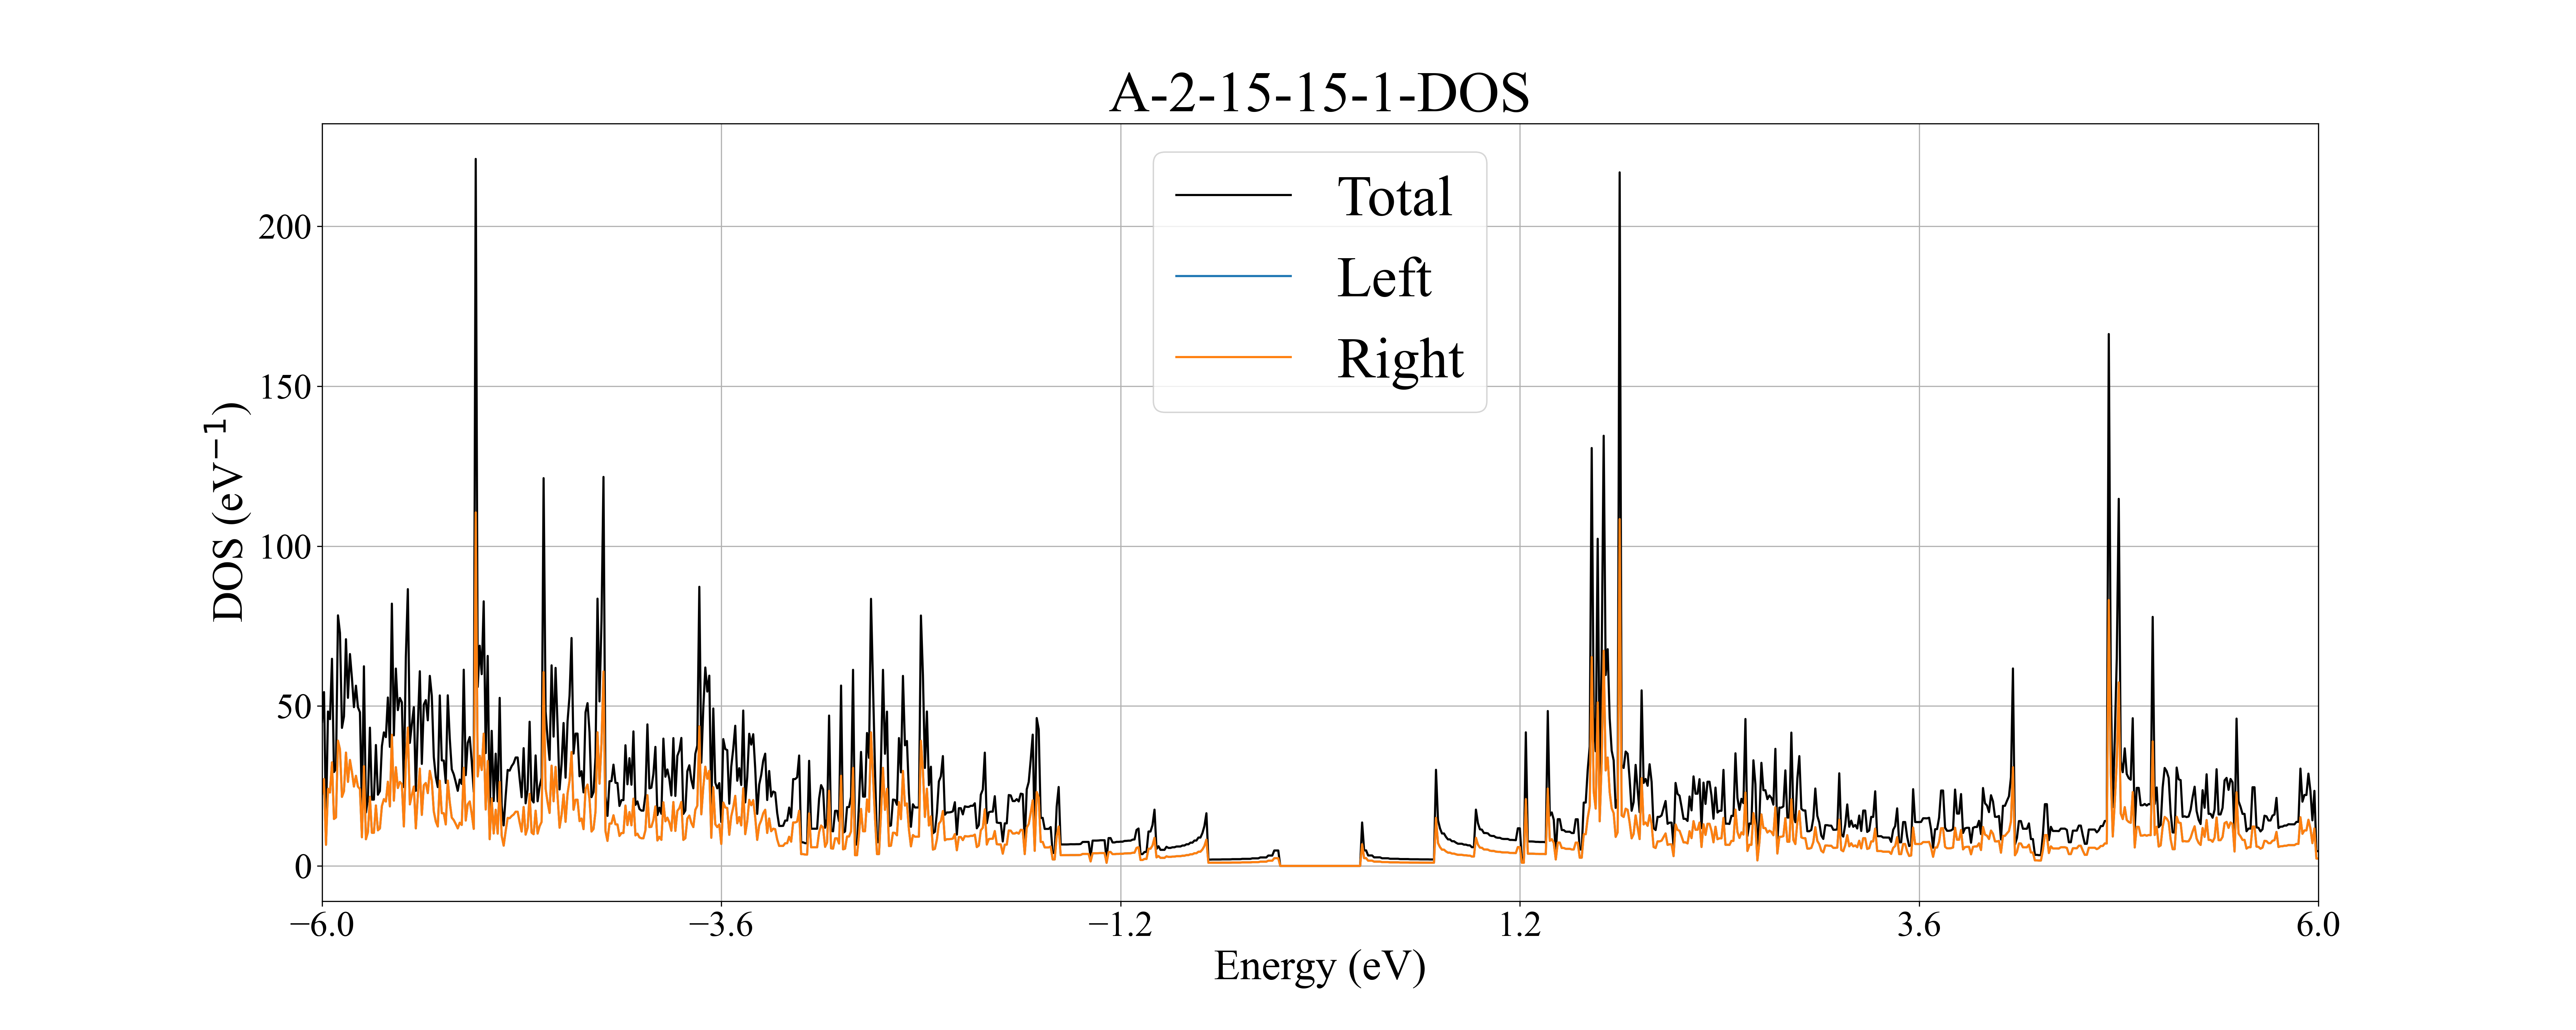 A-2-15-15-1-DOS
Total
Left
Right
DOS (eV⁻¹)
200
150
100
50
0
−6.0
−3.6
−1.2
1.2
3.6
6.0
Energy (eV)